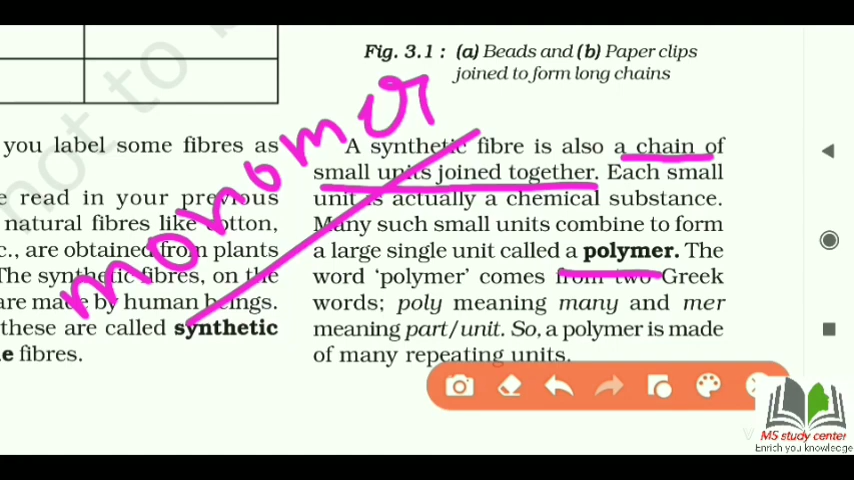 not to b
Fig. 3.1 : (a) Beads and (b) Paper clips
joined to form long chains
you label some fibres as
e read in your previous
natural fibres like cotton,
c., are obtained from plants
The synthetic fibres, on the
are made by human beings.
these are called synthetic
e fibres.
monomer
A synthetic fibre is also a chain of
small units joined together. Each small
unit is actually a chemical substance.
Many such small units combine to form
a large single unit called a polymer. The
word ‘polymer’ comes from two Greek
words; poly meaning many and mer
meaning part/unit. So, a polymer is made
of many repeating units.
MS study center
Enrich you knowledge